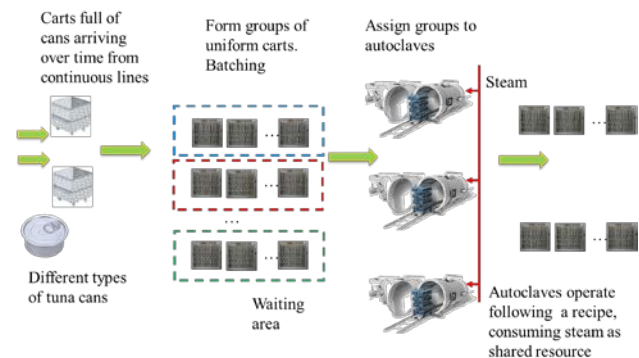 Carts full of
cans arriving
over time from
continuous lines
Form groups of
uniform carts.
Batching
Assign groups to
autoclaves
Steam
...
Different types
of tuna cans
Waiting
area
Autoclaves operate
following a recipe,
consuming steam as
shared resource